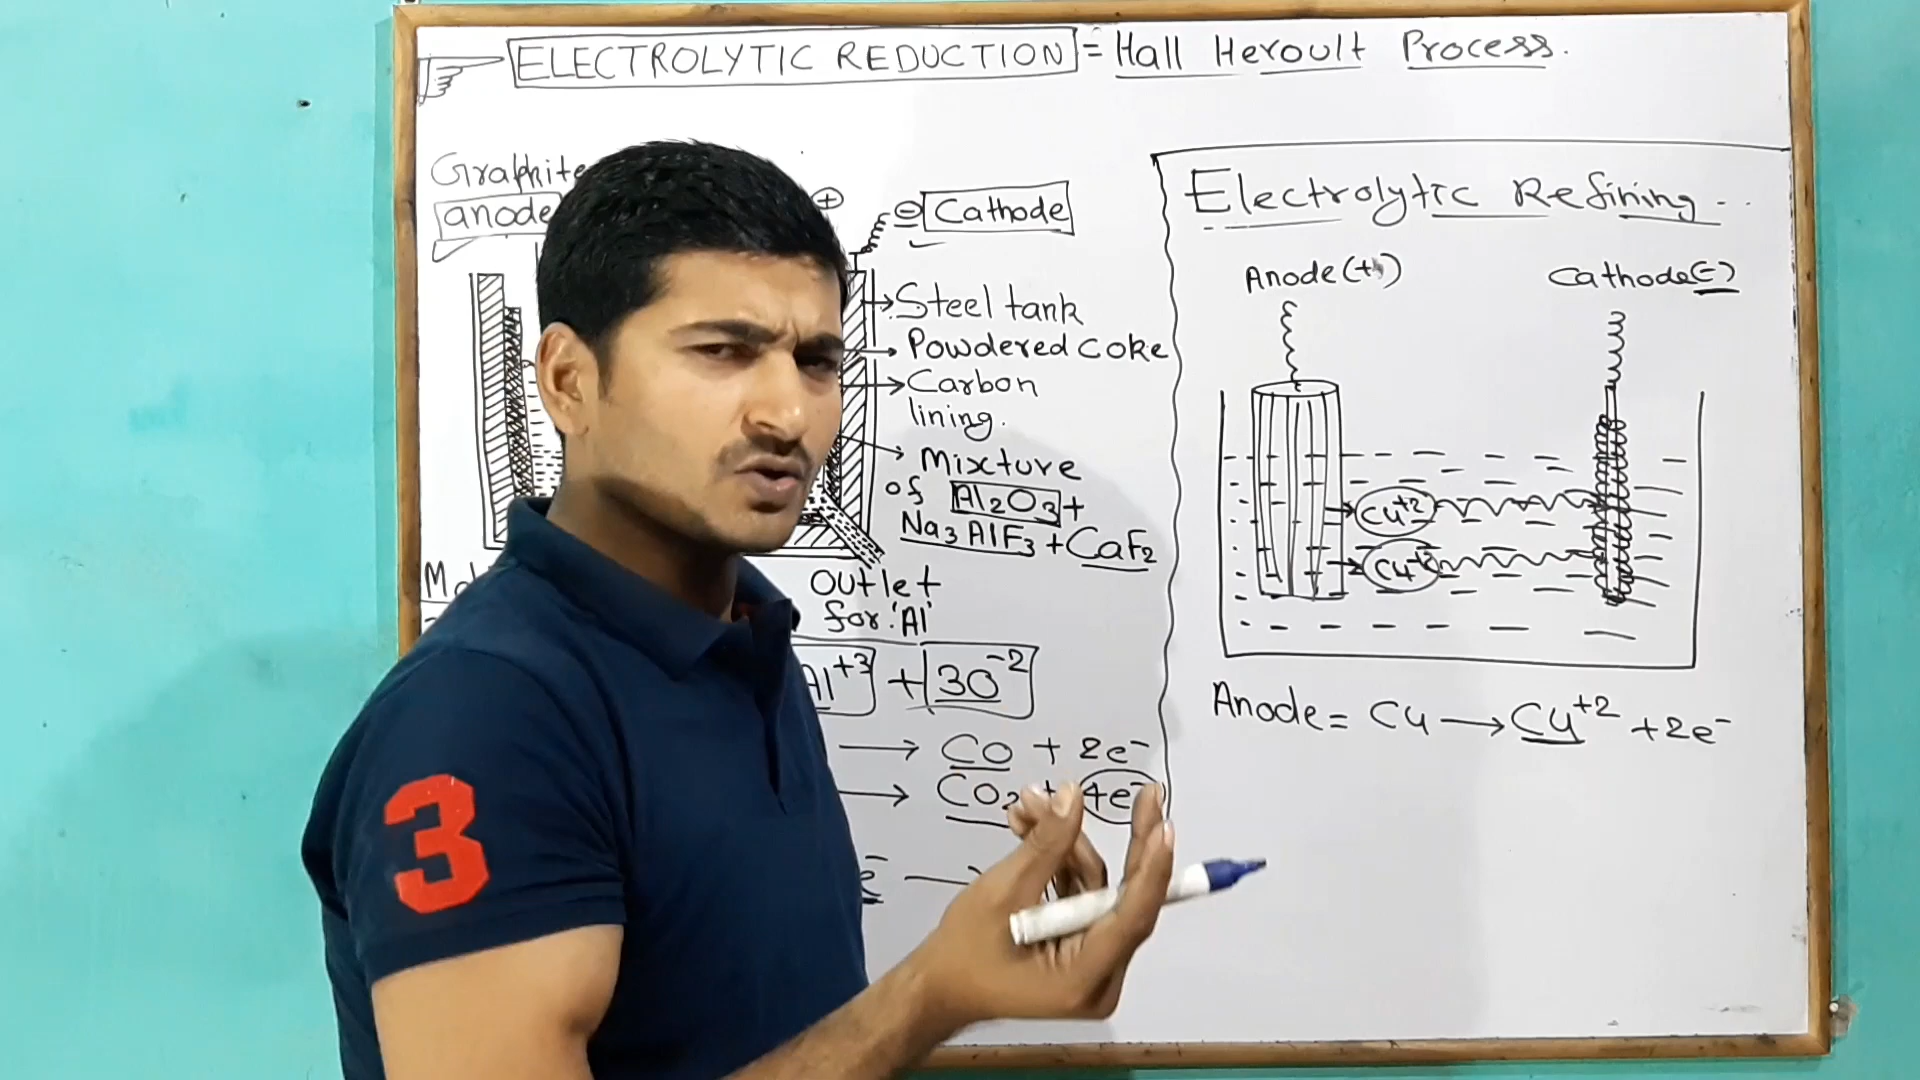 ELECTROLYTIC REDUCTION = Hall Heroult Process.
Graphite
anode
+
- Cathode
Steel tank
Powdered coke
Carbon
lining.
Mixture
of Al2O3 +
Na3AlF3 + CaF2
Outlet
for 'Al'
Al+3 + 3O-2
→ CO + 2e-
→ CO2 + 4e-
e- →
3
Electrolytic Refining..
Anode (+) Cathode (-)
Cu+2
Cu+2
Anode = Cu → Cu+2 + 2e-